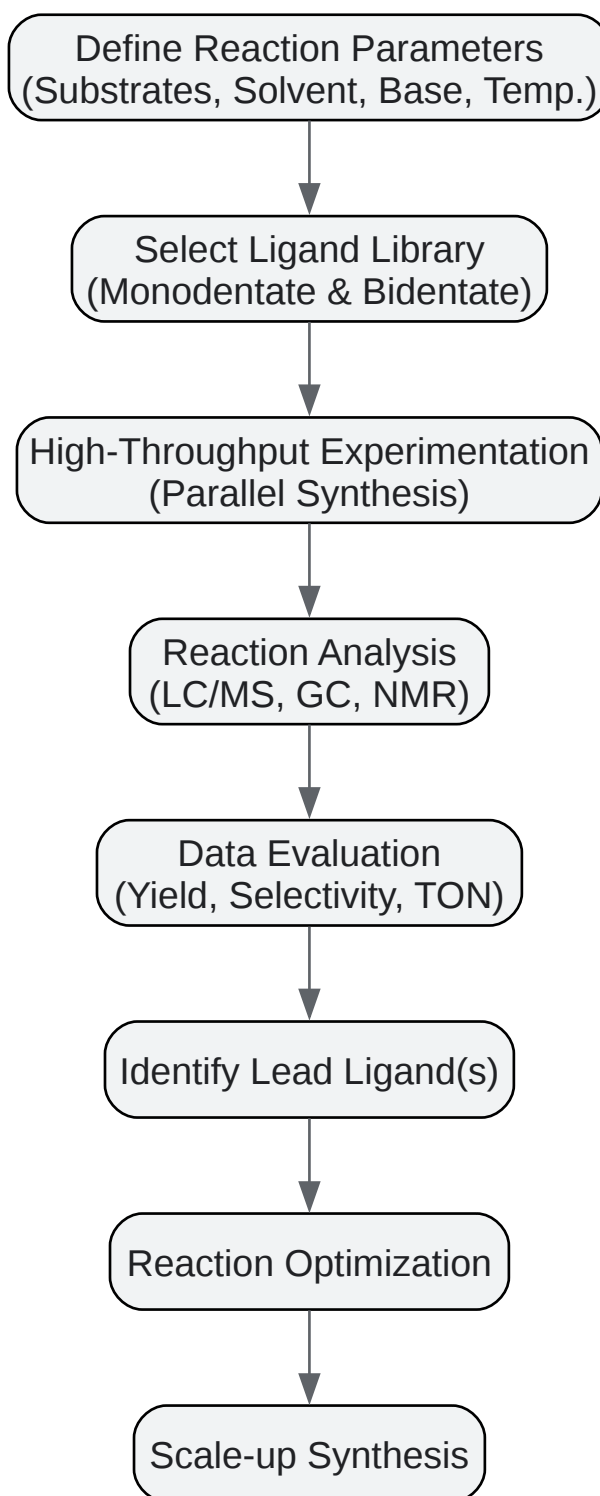 Define Reaction Parameters
(Substrates, Solvent, Base, Temp.)
Select Ligand Library
(Monodentate & Bidentate)
High-Throughput Experimentation
(Parallel Synthesis)
Reaction Analysis
(LC/MS, GC, NMR)
Data Evaluation
(Yield, Selectivity, TON)
Identify Lead Ligand(s)
Reaction Optimization
Scale-up Synthesis